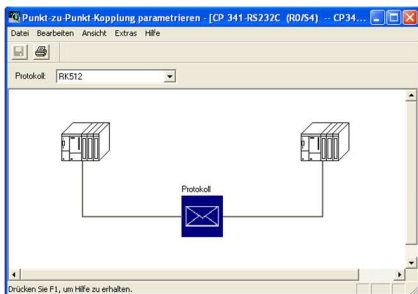 Punkt-zu-Punkt-Kopplung parametrieren - [CP 341-RS232C (R0/S4) -- CP34...
Datei Bearbeiten Ansicht Extras Hilfe
Protokoll: RK512
Protokoll
Drücken Sie F1, um Hilfe zu erhalten.